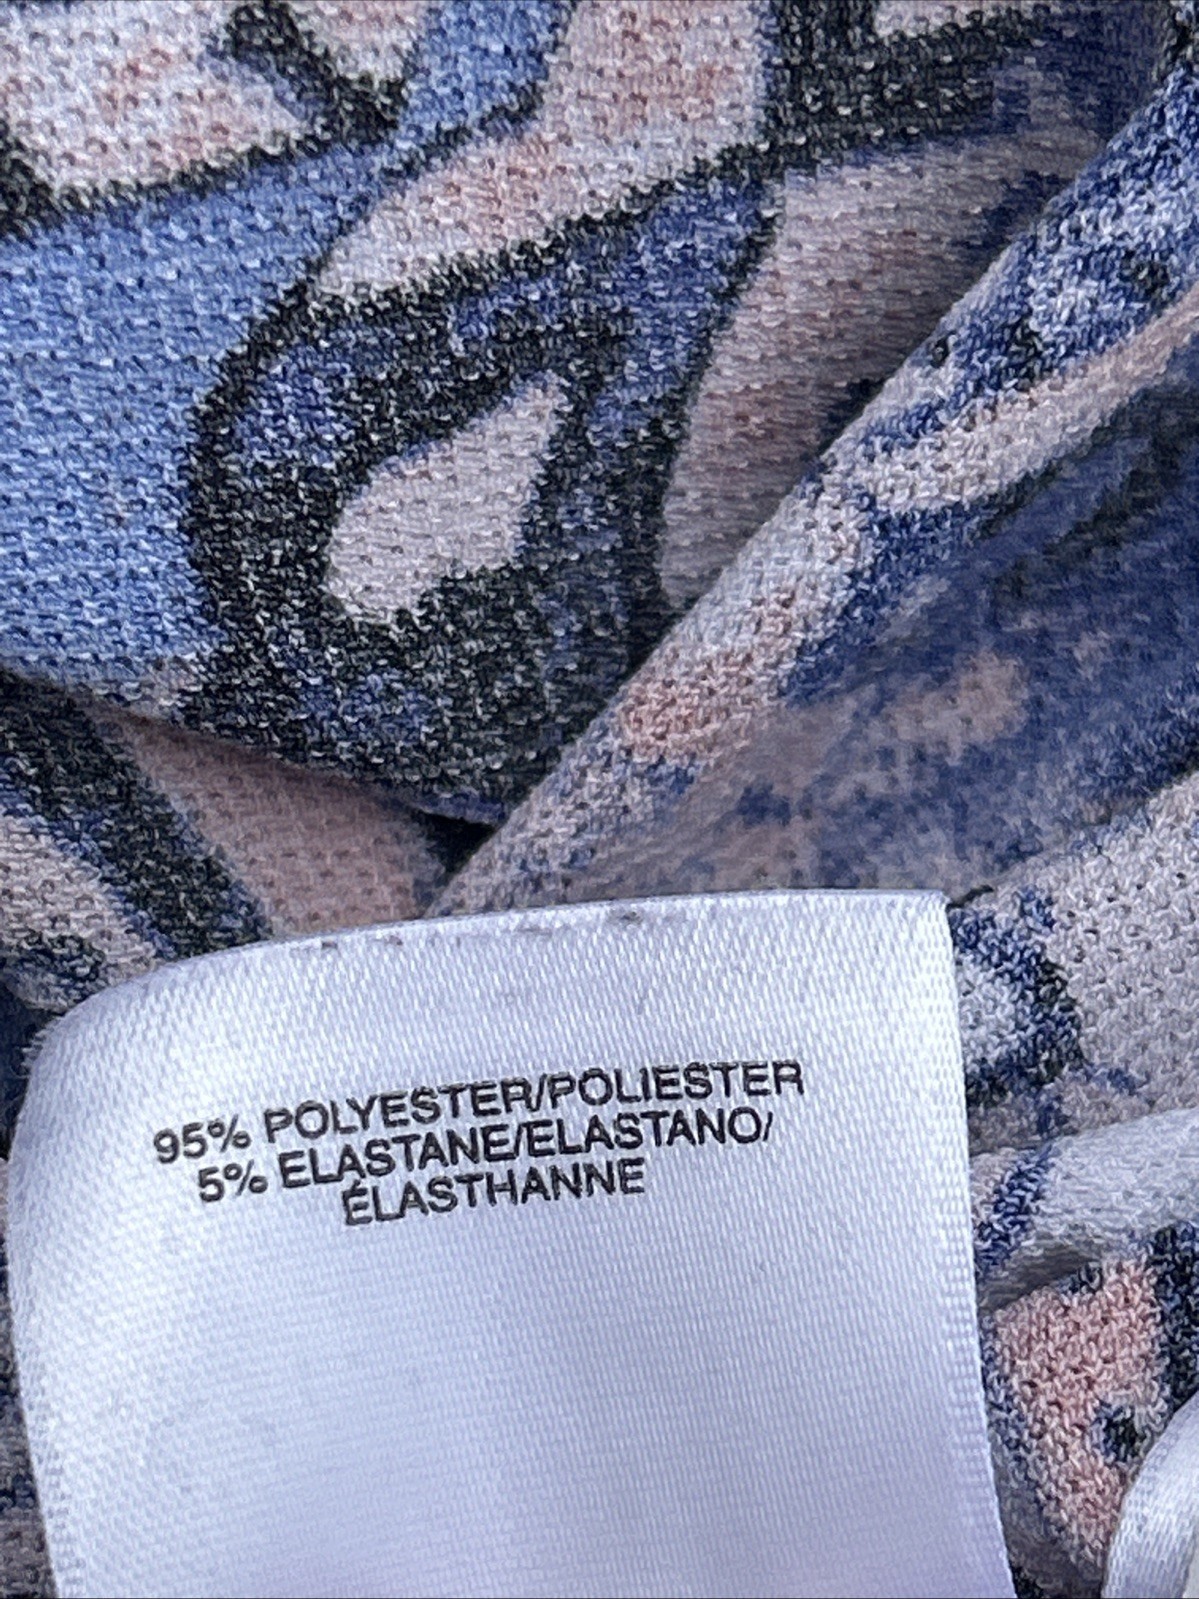 95% POLYESTER/POLIESTER
5% ELASTANE/ELASTANO/
ÉLASTHANNE